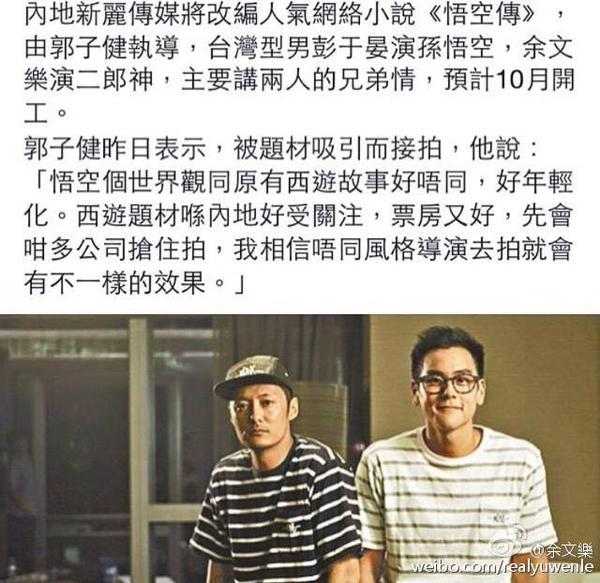 內地新麗傳媒將改編人氣網絡小說《悟空傳》，
由郭子健執導，台灣型男彭于晏演孫悟空，余文
樂演二郎神，主要講兩人的兄弟情，預計10月開
工。
郭子健昨日表示，被題材吸引而接拍，他說：
「悟空個世界觀同原有西遊故事好唔同，好年輕
化。西遊題材喺內地好受關注，票房又好，先會
咁多公司搶住拍，我相信唔同風格導演去拍就會
有不一樣的效果。」
@余文樂
weibo.com/realyuwenle